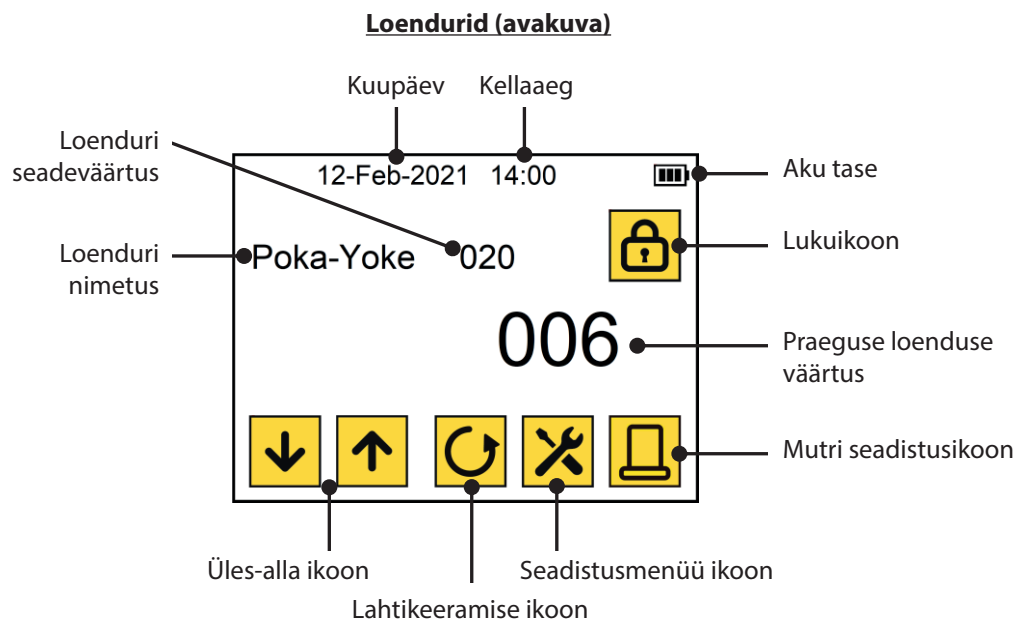 Loendurid (avakuva)
Kuupäev
Kellaaeg
Loenduri
seadeväärtus
12-Feb-2021 14:00
Aku tase
Loenduri
nimetus
Poka-Yoke 020
Lukuikoon
006
Praeguse loenduse
väärtus
Mutri seadistusikoon
Üles-alla ikoon
Seadistusmenüü ikoon
Lahtikeeramise ikoon